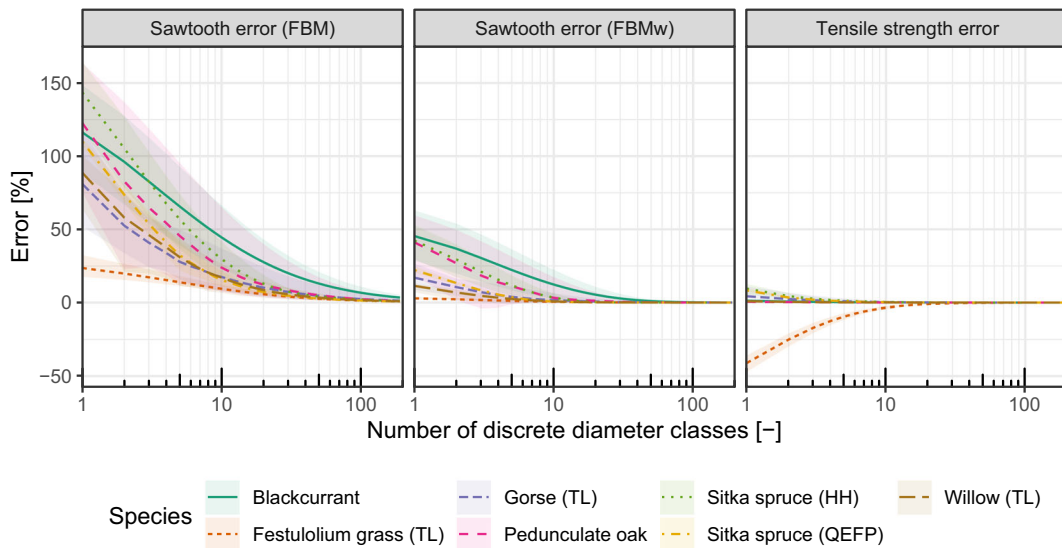 Sawtooth error (FBM) Sawtooth error (FBMw) Tensile strength error
Error [%]
150
100
50
0
−50
1 10 100 1 10 100 1 10 100
Number of discrete diameter classes [−]
Species
Blackcurrant Gorse (TL) Sitka spruce (HH) Willow (TL)
Festulolium grass (TL) Pedunculate oak Sitka spruce (QEFP)